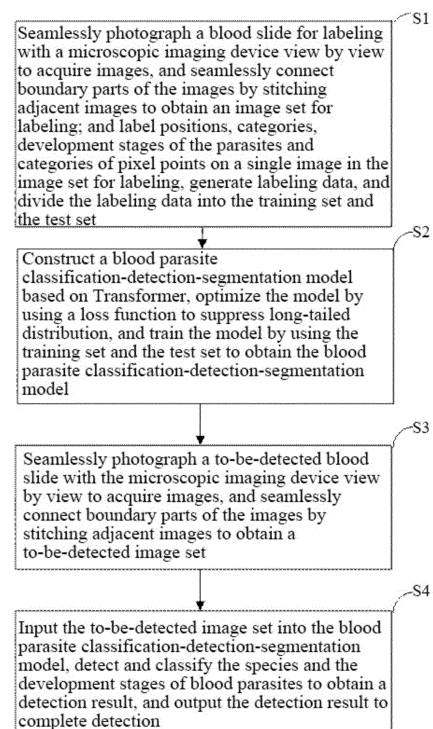 S1
Seamlessly photograph a blood slide for labeling
with a microscopic imaging device view by view
to acquire images, and seamlessly connect
boundary parts of the images by stitching
adjacent images to obtain an image set for
labeling; and label positions, categories,
development stages of the parasites and
categories of pixel points on a single image in the
image set for labeling, generate labeling data, and
divide the labeling data into the training set and
the test set
S2
Construct a blood parasite
classification-detection-segmentation model
based on Transformer, optimize the model by
using a loss function to suppress long-tailed
distribution, and train the model by using the
training set and the test set to obtain the blood
parasite classification-detection-segmentation
model
S3
Seamlessly photograph a to-be-detected blood
slide with the microscopic imaging device view
by view to acquire images, and seamlessly
connect boundary parts of the images by
stitching adjacent images to obtain a
to-be-detected image set
S4
Input the to-be-detected image set into the blood
parasite classification-detection-segmentation
model, detect and classify the species and the
development stages of blood parasites to obtain a
detection result, and output the detection result to
complete detection